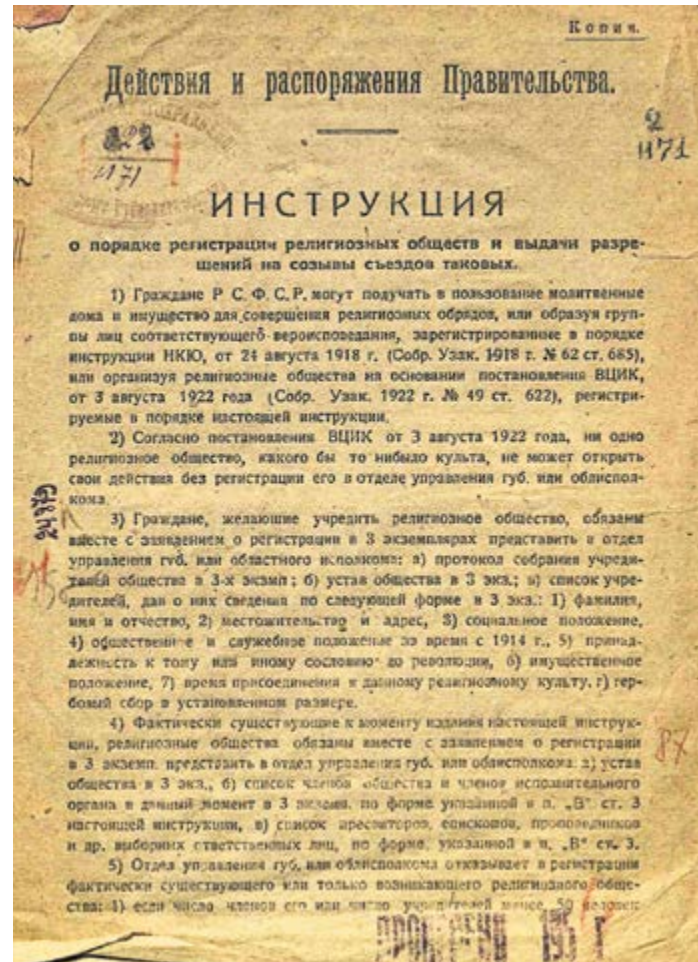 Копия.
Действия и распоряжения Правительства.
2
1171
1171
ИНСТРУКЦИЯ
о порядке регистрации религиозных обществ и выдачи разре-
шений на созывы съездов таковых.
1) Граждане Р С. Ф. С. Р. могут получать в пользование молитвенные
дома и имущество для совершения религиозных обрядов, или образуя груп-
пы лиц соответствующего вероисповедания, зарегистрированные в порядке
инструкции НКЮ, от 24 августа 1918 г. (Собр. Узак. 1918 г. № 62 ст. 685),
или организуя религиозные общества на основании постановления ВЦИК,
от 3 августа 1922 года (Собр. Узак. 1922 г. № 49 ст. 622), регистри-
руемые в порядке настоящей инструкции.
2) Согласно постановления ВЦИК от 3 августа 1922 года, ни одно
религиозное общество, какого бы то нибыло культа, не может открыть
свои действия без регистрации его в отделе управления губ. или облиспол-
кома.
24879
3) Граждане, желающие учредить религиозное общество, обязаны
вместе с заявлением о регистрации в 3 экземплярах представить в отдел
управления губ. или областного исполкома: а) протокол собрания учреди-
телей общества в 3-х экземп; б) устав общества в 3 экз.; в) список учре-
дителей, дав о них сведения по следующей форме в 3 экз.: 1) фамилия,
имя и отчество, 2) местожительство и адрес, 3) социальное положение,
4) общественное и служебное положение за время с 1914 г., 5) принад-
лежность к тому или иному сословию до революции, 6) имущественное
положение, 7) время присоединения к данному религиозному культу, г) гер-
бовый сбор в установленном размере.
4) Фактически существующие к моменту издания настоящей инструк-
ции, религиозные общества обязаны вместе с заявлением о регистрации
в 3 экземп. представить в отдел управления губ. или облисполкома: а) устав
общества в 3 экз., б) список членов общества и членов исполнительного
органа в данный момент в 3 экземп. по форме указанной в п. „В" ст. 3
настоящей инструкции, в) список пресвитеров, епископов, проповедников
и др. выборных ответственных лиц, по форме, указанной в п. „В" ст. 3.
87
5) Отдел управления губ. или облисполкома отказывает в регистрации
фактически существующего или только возникающего религиозного обще-
ства: 1) если число членов его или число учредителей менее 50 человек